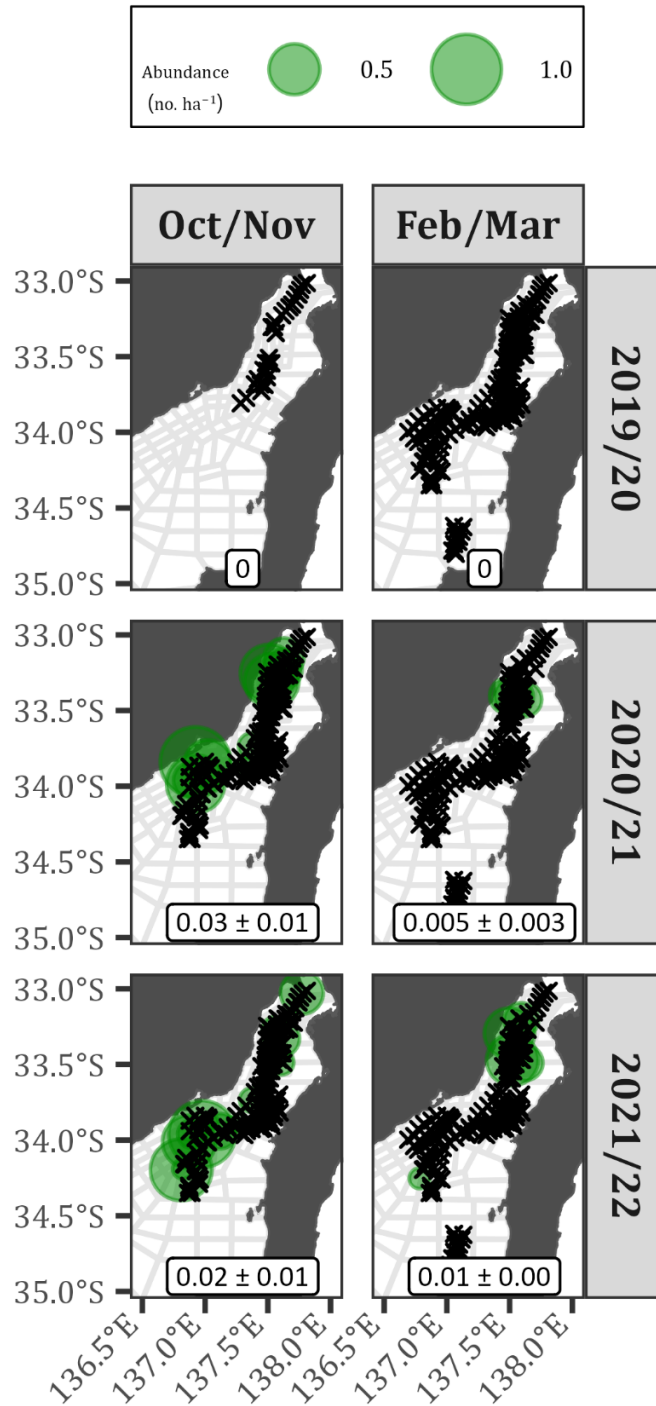 Abundance
(no. ha⁻¹)
0.5
1.0
Oct/Nov
Feb/Mar
33.0°S
33.5°S
34.0°S
34.5°S
35.0°S
0
0
2019/20
33.0°S
33.5°S
34.0°S
34.5°S
35.0°S
0.03 ± 0.01
0.005 ± 0.003
2020/21
33.0°S
33.5°S
34.0°S
34.5°S
35.0°S
0.02 ± 0.01
0.01 ± 0.00
2021/22
136.5°E
137.0°E
137.5°E
138.0°E
136.5°E
137.0°E
137.5°E
138.0°E